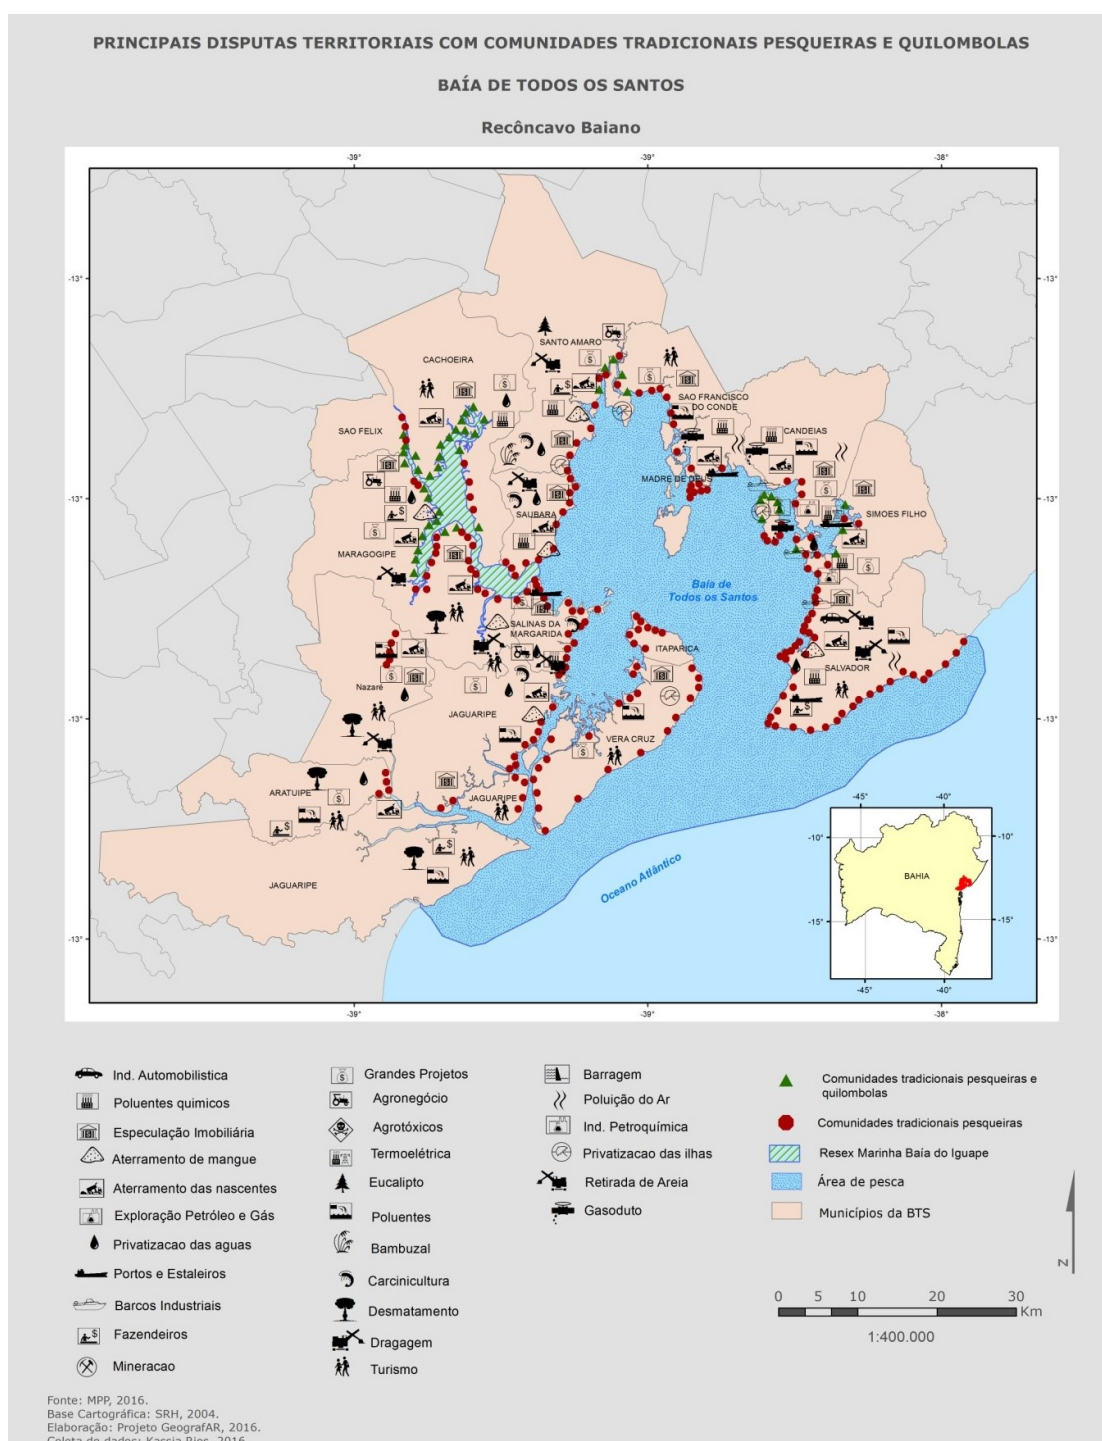 PRINCIPAIS DISPUTAS TERRITORIAIS COM COMUNIDADES TRADICIONAIS PESQUEIRAS E QUILOMBOLAS
BAÍA DE TODOS OS SANTOS
Recôncavo Baiano
-39°
-39°
-38°
-13°
-13°
SANTO AMARO
CACHOEIRA
SAO FRANCISCO
DO CONDE
SAO FELIX
CANDEIAS
MADRE DE DEUS
-13°
-13°
SAUBARA
SIMOES FILHO
MARAGOGIPE
Baía de
Todos os Santos
SALINAS DA
MARGARIDA
ITAPARICA
SALVADOR
Nazaré
JAGUARIPE
-13°
-13°
VERA CRUZ
ARATUIPE
JAGUARIPE
-45°
-40°
-10°
-10°
BAHIA
Oceano Atlântico
JAGUARIPE
-15°
-15°
-13°
-13°
-45°
-40°
-39°
-39°
-38°
Ind. Automobilistica
Poluentes quimicos
Especulação Imobiliária
Aterramento de mangue
Aterramento das nascentes
Exploração Petróleo e Gás
Privatizacao das aguas
Portos e Estaleiros
Barcos Industriais
Fazendeiros
Mineracao
Grandes Projetos
Agronegócio
Agrotóxicos
Termoelétrica
Eucalipto
Poluentes
Bambuzal
Carcinicultura
Desmatamento
Dragagem
Turismo
Barragem
Poluição do Ar
Ind. Petroquímica
Privatizacao das ilhas
Retirada de Areia
Gasoduto
Comunidades tradicionais pesqueiras e
quilombolas
Comunidades tradicionais pesqueiras
Resex Marinha Baía do Iguape
Área de pesca
Municípios da BTS
N
0 5 10 20 30
Km
1:400.000
Fonte: MPP, 2016.
Base Cartográfica: SRH, 2004.
Elaboração: Projeto GeografAR, 2016.
Coleta de dados: Kassia Rios, 2016